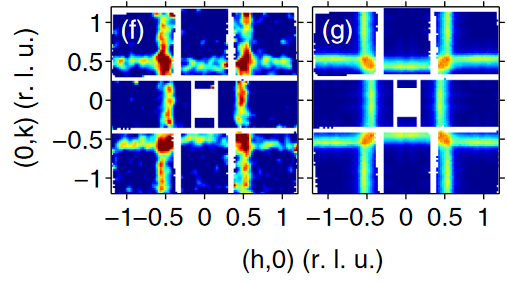 (f) (g)
1
0.5
0
−0.5
−1
(0,k) (r. l. u.)
−1 −0.5 0 0.5 1 −1 −0.5 0 0.5 1
(h,0) (r. l. u.)